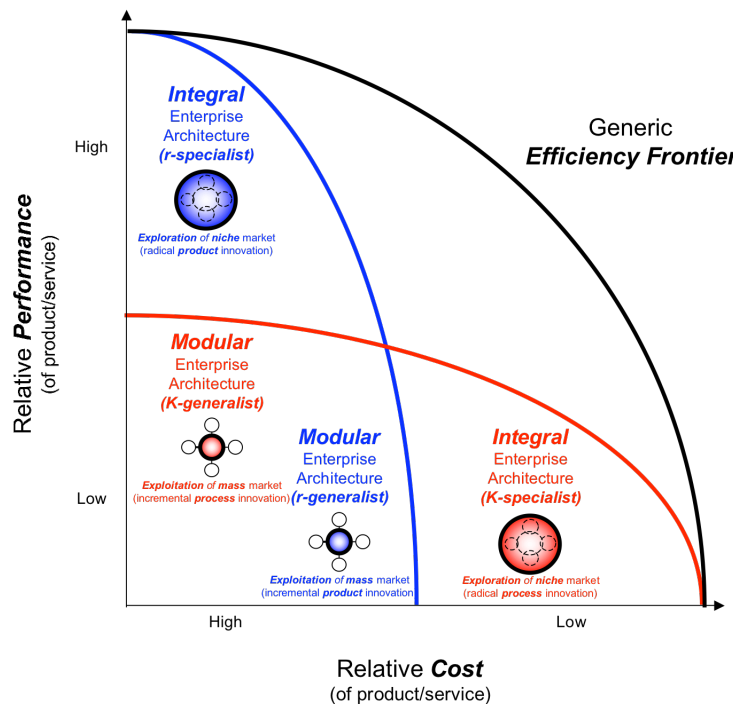 Relative Performance
(of product/service)
High
Low
Integral
Enterprise
Architecture
(r-specialist)
Exploration of niche market
(radical product innovation)
Generic
Efficiency Frontier
Modular
Enterprise
Architecture
(K-generalist)
Exploitation of mass market
(incremental process innovation)
Modular
Enterprise
Architecture
(r-generalist)
Exploitation of mass market
(incremental product innovation
Integral
Enterprise
Architecture
(K-specialist)
Exploration of niche market
(radical process innovation)
High
Low
Relative Cost
(of product/service)